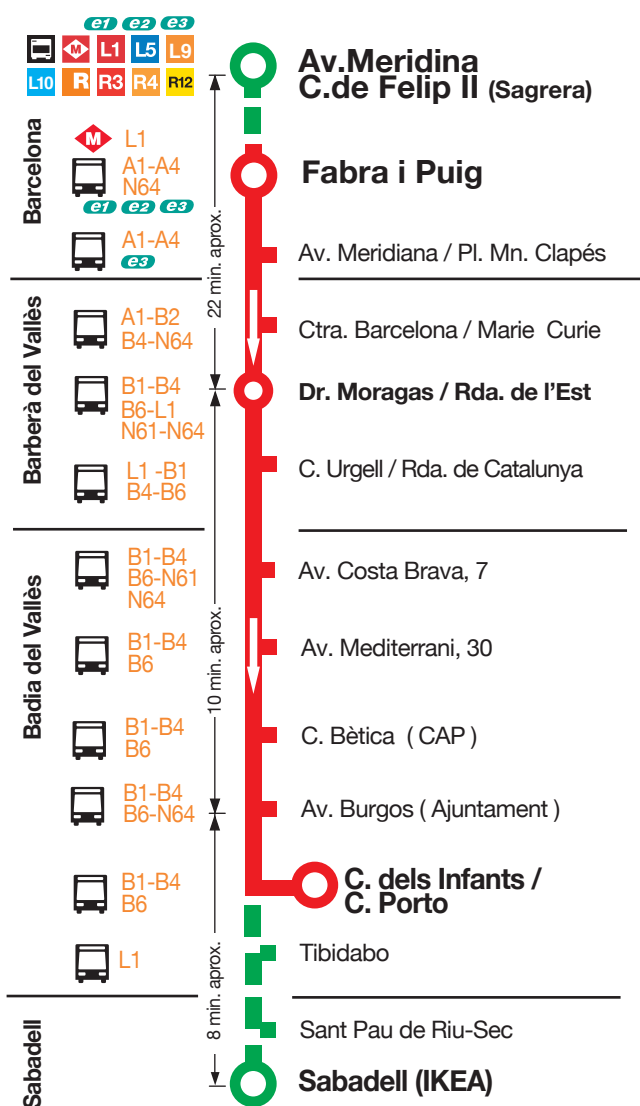 e1 e2 e3
M L1 L5 L9
L10 R R3 R4 R12
Av.Meridina
C.de Felip II (Sagrera)
Barcelona
M L1
A1-A4
N64
e1 e2 e3
Fabra i Puig
A1-A4
e3
Av. Meridiana / Pl. Mn. Clapés
22 min. aprox.
Barberà del Vallès
A1-B2
B4-N64
Ctra. Barcelona / Marie Curie
B1-B4
B6-L1
N61-N64
Dr. Moragas / Rda. de l'Est
L1 -B1
B4-B6
C. Urgell / Rda. de Catalunya
10 min. aprox.
Badia del Vallès
B1-B4
B6-N61
N64
Av. Costa Brava, 7
B1-B4
B6
Av. Mediterrani, 30
B1-B4
B6
C. Bètica ( CAP )
B1-B4
B6-N64
Av. Burgos ( Ajuntament )
B1-B4
B6
C. dels Infants /
C. Porto
L1
Tibidabo
8 min. aprox.
Sabadell
Sant Pau de Riu-Sec
Sabadell (IKEA)